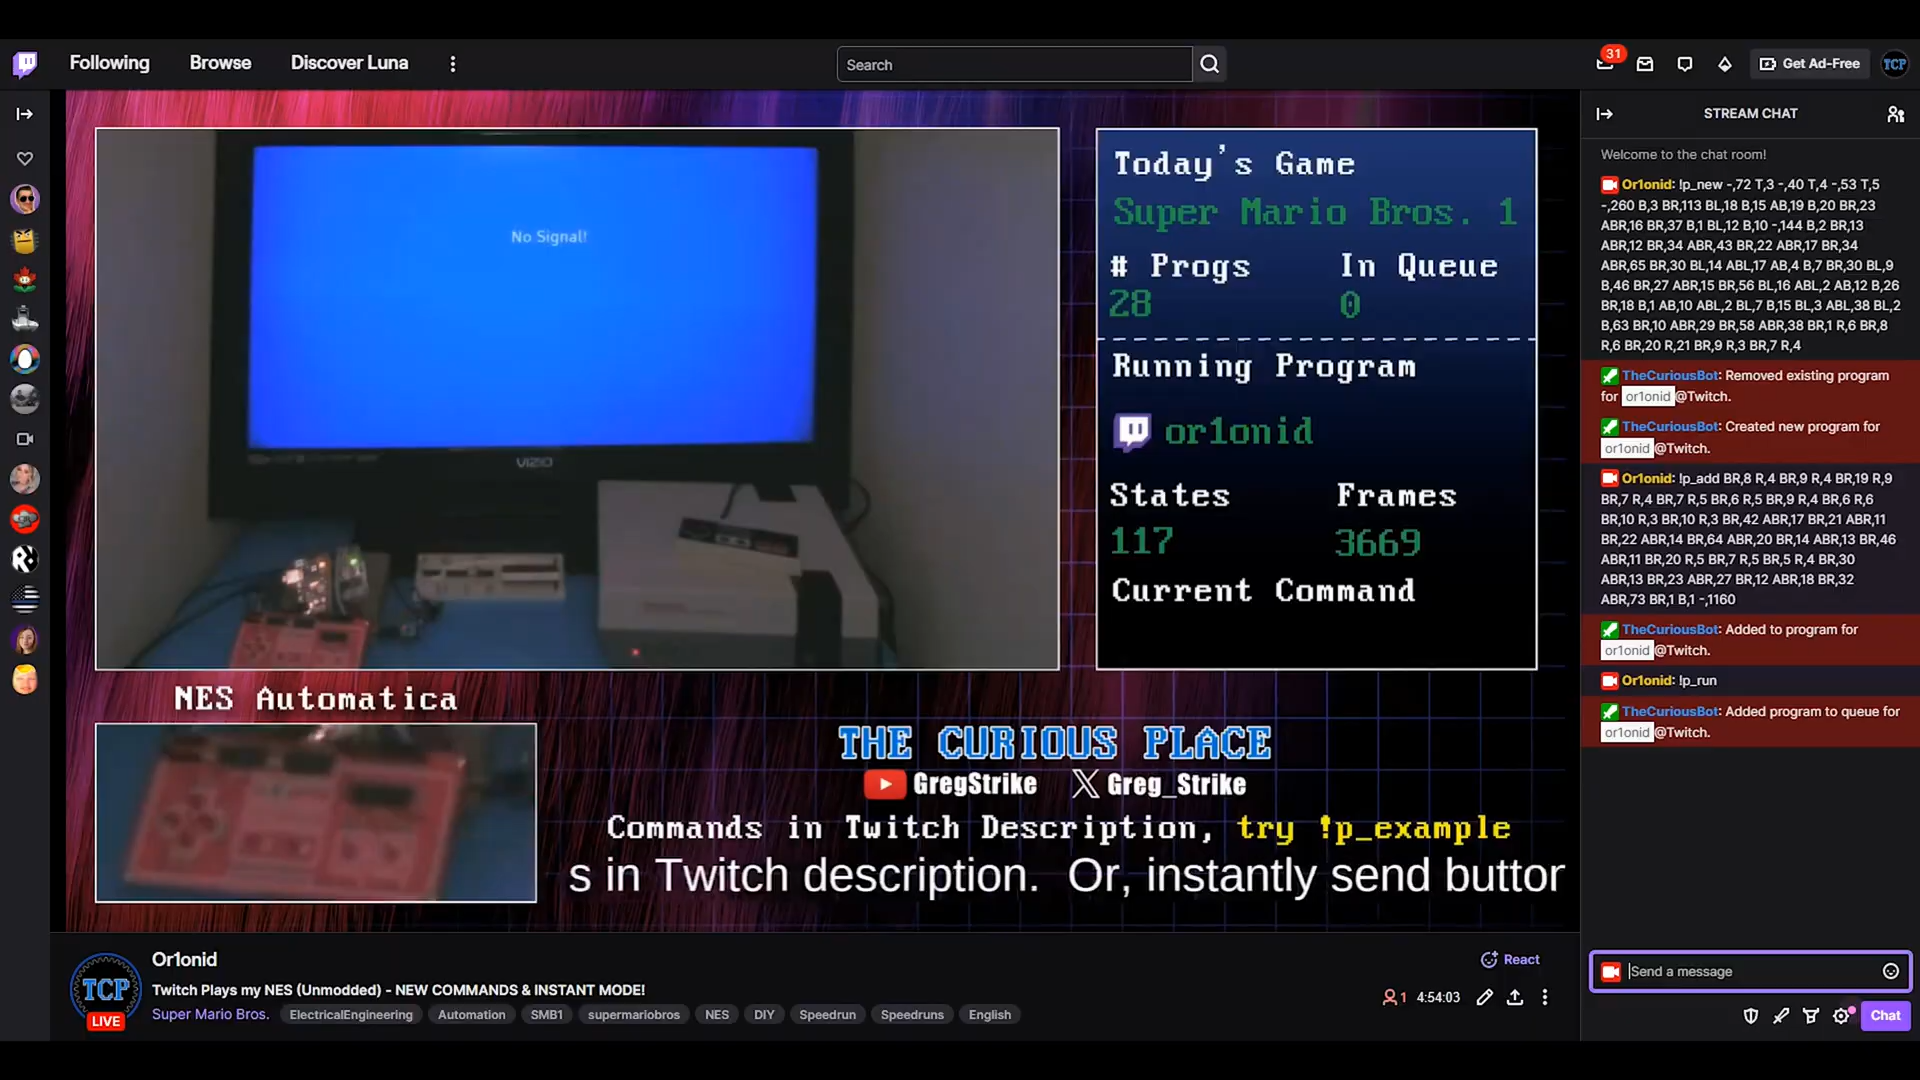 Following
Browse
Discover Luna
Search
31
Get Ad-Free
TCP
No Signal!
VIZIO
Today's Game
Super Mario Bros. 1
# Progs
In Queue
28
0
Running Program
or1onid
States
Frames
117
3669
Current Command
NES Automatica
THE CURIOUS PLACE
GregStrike
Greg_Strike
Commands in Twitch Description, try !p_example
s in Twitch description. Or, instantly send button
TCP
LIVE
Or1onid
Twitch Plays my NES (Unmodded) - NEW COMMANDS & INSTANT MODE!
Super Mario Bros.
ElectricalEngineering
Automation
SMB1
supermariobros
NES
DIY
Speedrun
Speedruns
English
React
1
4:54:03
STREAM CHAT
Welcome to the chat room!
Or1onid: !p_new -,72 T,3 -,40 T,4 -,53 T,5
-,260 B,3 BR,113 BL,18 B,15 AB,19 B,20 BR,23
ABR,16 BR,37 B,1 BL,12 B,10 -,144 B,2 BR,13
ABR,12 BR,34 ABR,43 BR,22 ABR,17 BR,34
ABR,65 BR,30 BL,14 ABL,17 AB,4 B,7 BR,30 BL,9
B,46 BR,27 ABR,15 BR,56 BL,16 ABL,2 AB,12 B,26
BR,18 B,1 AB,10 ABL,2 BL,7 B,15 BL,3 ABL,38 BL,2
B,63 BR,10 ABR,29 BR,58 ABR,38 BR,1 R,6 BR,8
R,6 BR,20 R,21 BR,9 R,3 BR,7 R,4
TheCuriousBot: Removed existing program
for or1onid @Twitch.
TheCuriousBot: Created new program for
or1onid @Twitch.
Or1onid: !p_add BR,8 R,4 BR,9 R,4 BR,19 R,9
BR,7 R,4 BR,7 R,5 BR,6 R,5 BR,9 R,4 BR,6 R,6
BR,10 R,3 BR,10 R,3 BR,42 ABR,17 BR,21 ABR,11
BR,22 ABR,14 BR,64 ABR,20 BR,14 ABR,13 BR,46
ABR,11 BR,20 R,5 BR,7 R,5 BR,5 R,4 BR,30
ABR,13 BR,23 ABR,27 BR,12 ABR,18 BR,32
ABR,73 BR,1 B,1 -,1160
TheCuriousBot: Added to program for
or1onid @Twitch.
Or1onid: !p_run
TheCuriousBot: Added program to queue for
or1onid @Twitch.
Send a message
Chat